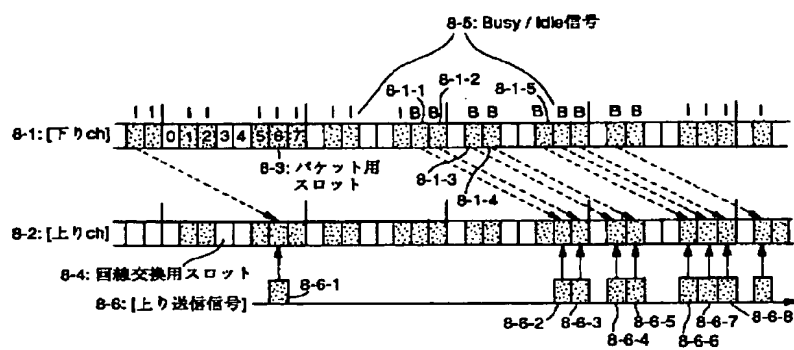 8-5: Busy / Idle信号
8-1-1
8-1-2
8-1-5
I I I I I I I I I I B B B B B B B B B I I I I
8-1: [下りch]
0 1 2 3 4 5 6 7
8-3: パケット用
スロット
8-1-3
8-1-4
8-2: [上りch]
8-4: 回線交換用スロット
8-6: [上り送信信号]
8-6-1
8-6-2
8-6-3
8-6-4
8-6-5
8-6-6
8-6-7
8-6-8